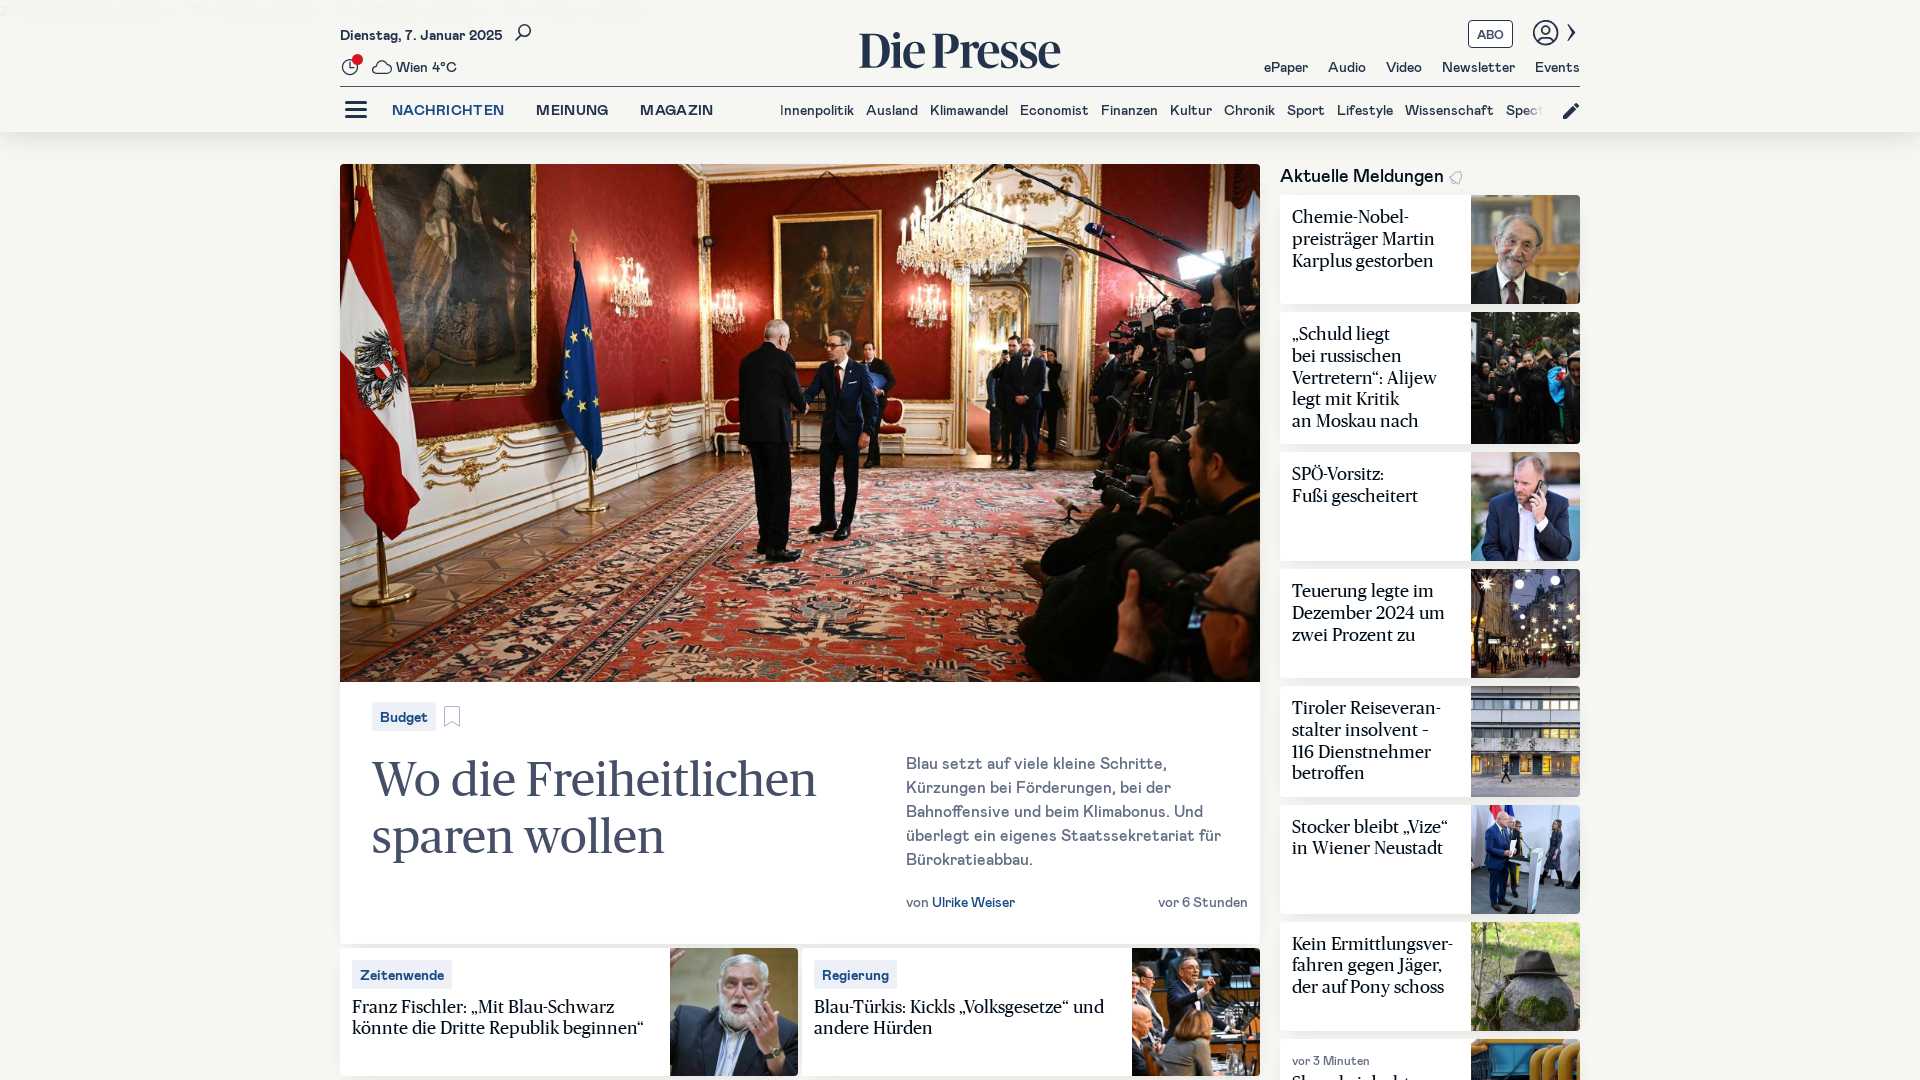 Dienstag, 7. Januar 2025
Wien 4°C
Die Presse
ABO
ePaper Audio Video Newsletter Events
NACHRICHTEN MEINUNG MAGAZIN
Innenpolitik Ausland Klimawandel Economist Finanzen Kultur Chronik Sport Lifestyle Wissenschaft Spect
Budget
Wo die Freiheitlichen
sparen wollen
Blau setzt auf viele kleine Schritte,
Kürzungen bei Förderungen, bei der
Bahnoffensive und beim Klimabonus. Und
überlegt ein eigenes Staatssekretariat für
Bürokratieabbau.
von Ulrike Weiser
vor 6 Stunden
Zeitenwende
Franz Fischler: „Mit Blau-Schwarz
könnte die Dritte Republik beginnen“
Regierung
Blau-Türkis: Kickls „Volksgesetze“ und
andere Hürden
Aktuelle Meldungen
Chemie-Nobel-
preisträger Martin
Karplus gestorben
„Schuld liegt
bei russischen
Vertretern“: Alijew
legt mit Kritik
an Moskau nach
SPÖ-Vorsitz:
Fußi gescheitert
Teuerung legte im
Dezember 2024 um
zwei Prozent zu
Tiroler Reiseveran-
stalter insolvent –
116 Dienstnehmer
betroffen
Stocker bleibt „Vize“
in Wiener Neustadt
Kein Ermittlungsver-
fahren gegen Jäger,
der auf Pony schoss
vor 3 Minuten